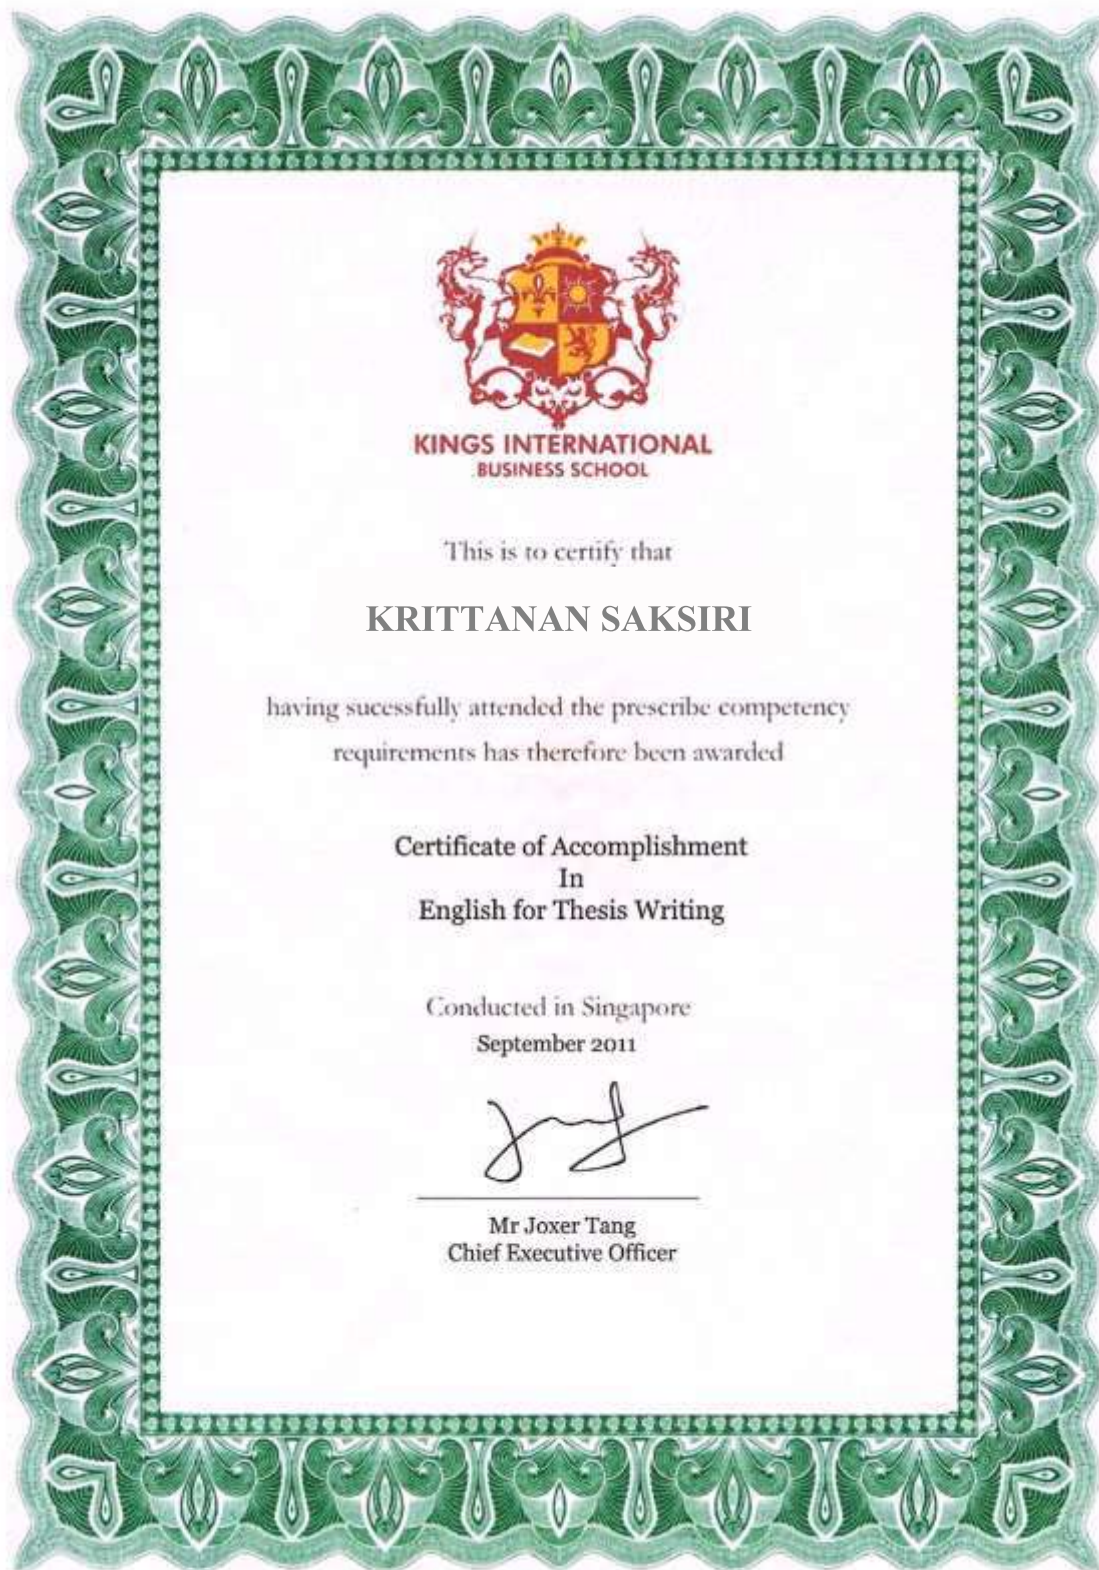 KINGS INTERNATIONAL
BUSINESS SCHOOL
This is to certify that
KRITTANAN SAKSIRI
having sucessfully attended the prescribe competency
requirements has therefore been awarded
Certificate of Accomplishment
In
English for Thesis Writing
Conducted in Singapore
September 2011
Mr Joxer Tang
Chief Executive Officer